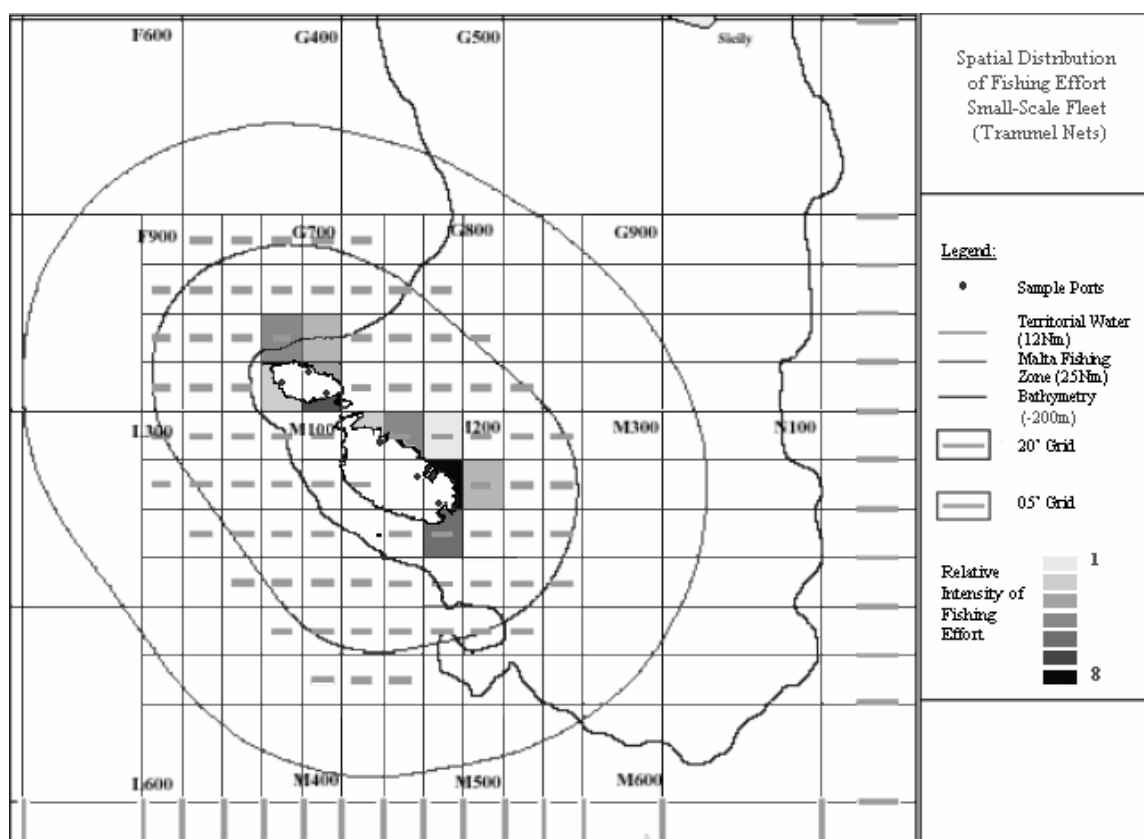 F600
G400
G500
Sicily
Spatial Distribution
of Fishing Effort
Small-Scale Fleet
(Trammel Nets)
F900
G700
G800
G900
Legend:
Sample Ports
Territorial Water
(12Nm)
Malta Fishing
Zone (25Nm)
Bathymetry
(-200m)
20' Grid
05' Grid
L300
M100
I200
M300
N100
Relative
Intensity of
Fishing
Effort
1
8
L600
M400
M500
M600